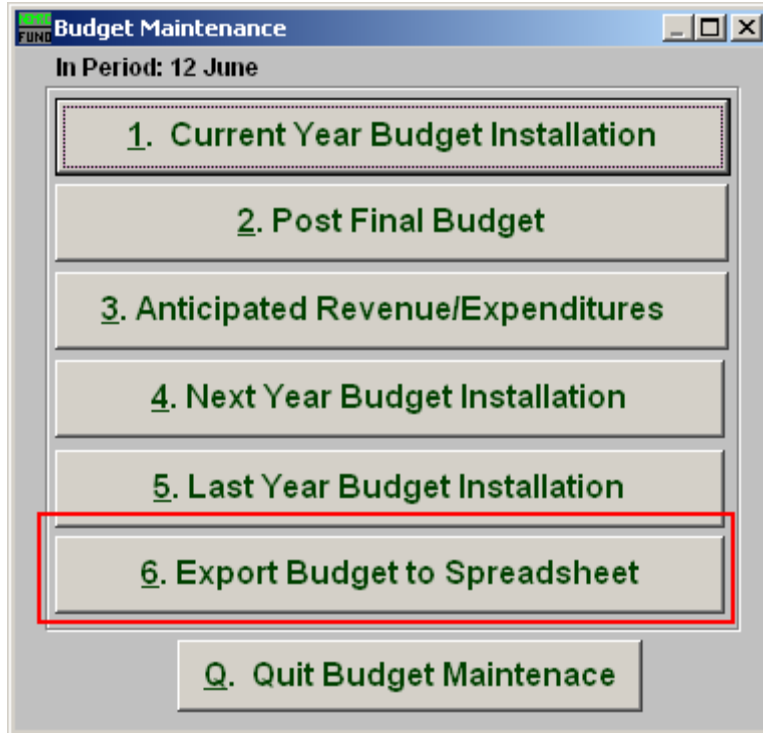 FUND Budget Maintenance
In Period: 12 June
1. Current Year Budget Installation
2. Post Final Budget
3. Anticipated Revenue/Expenditures
4. Next Year Budget Installation
5. Last Year Budget Installation
6. Export Budget to Spreadsheet
Q. Quit Budget Maintenace